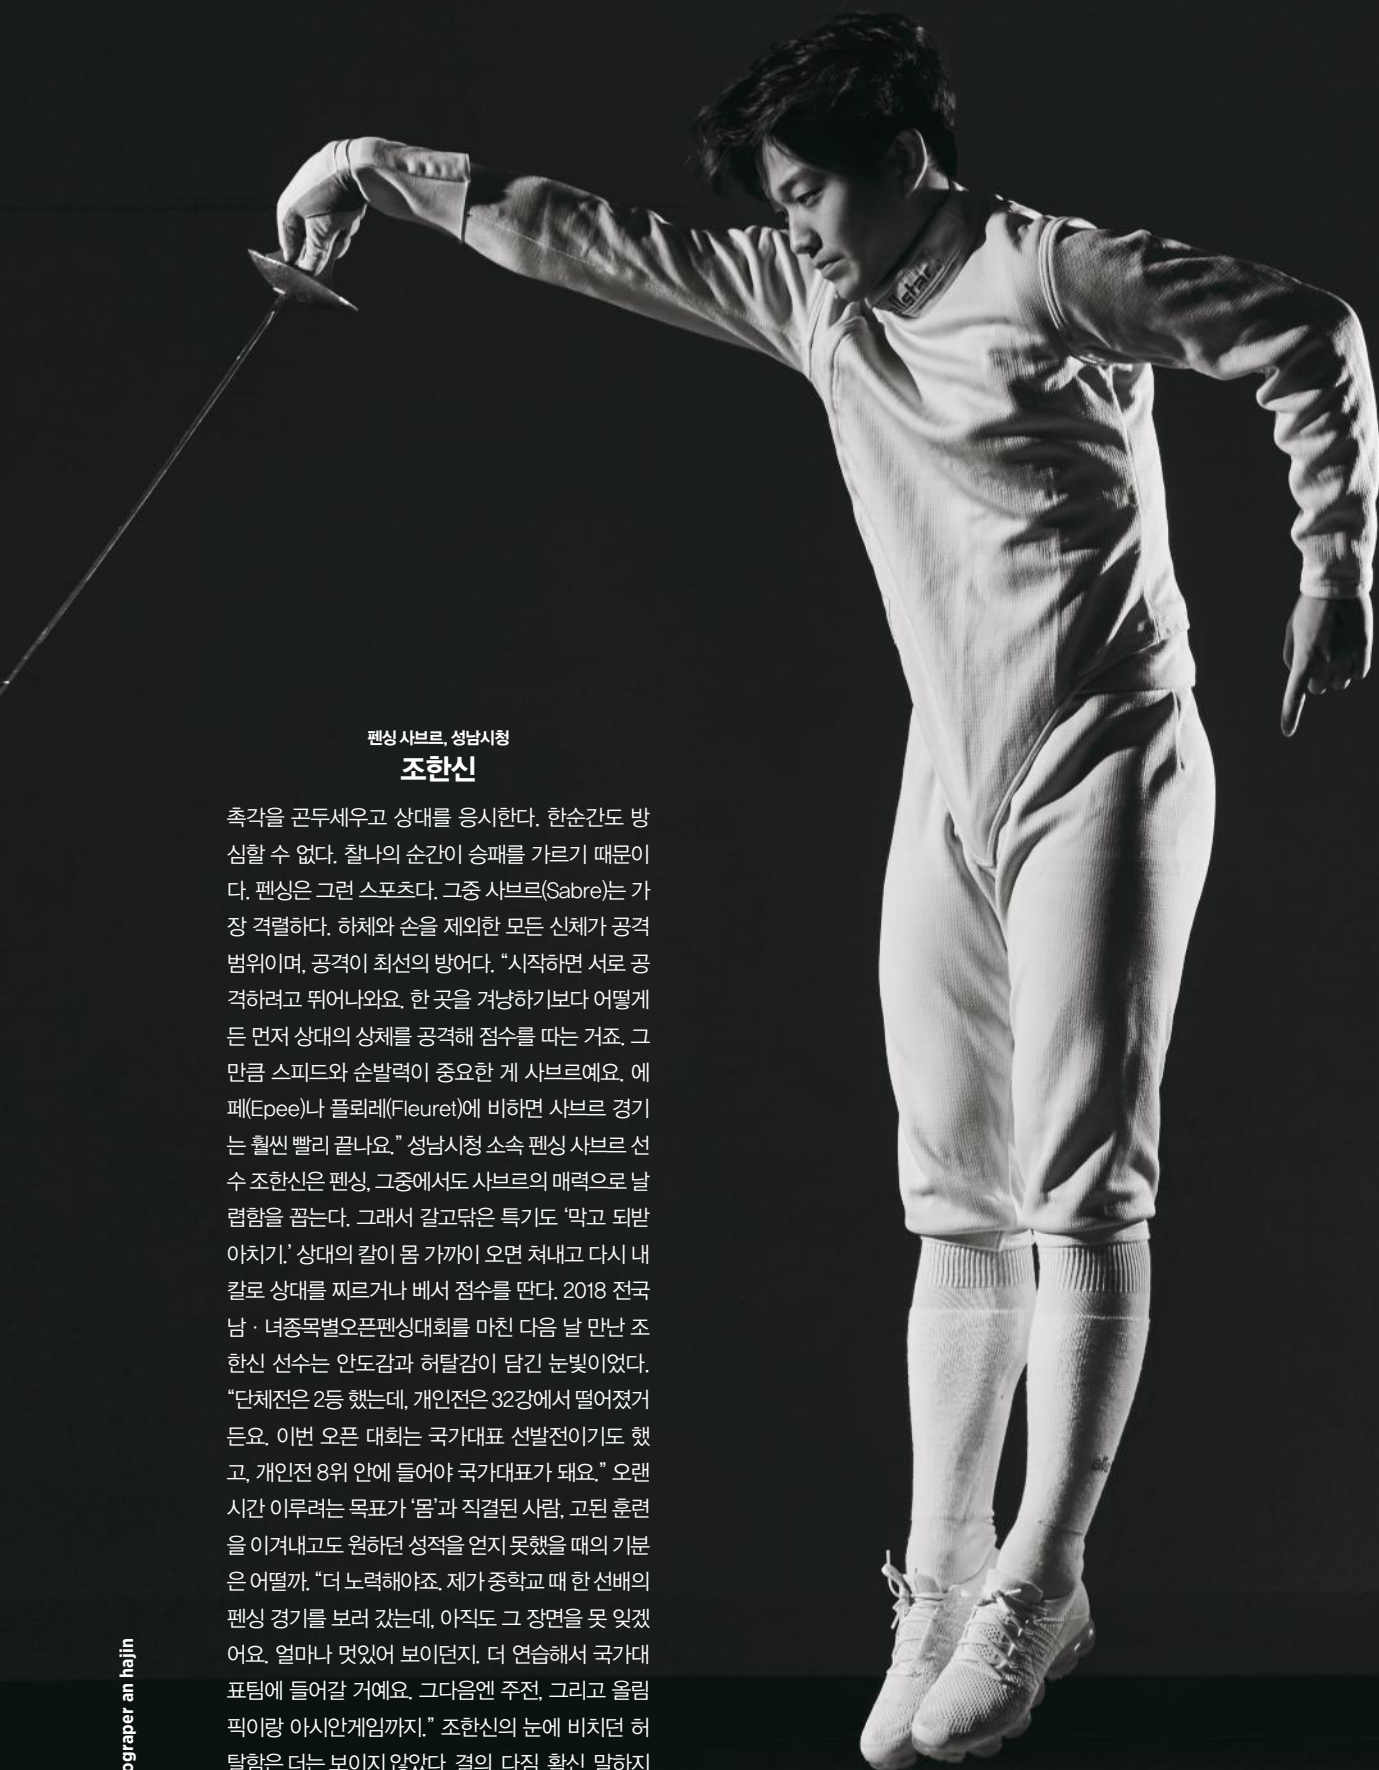 펜싱 사브르, 성남시청
조한신
촉각을 곤두세우고 상대를 응시한다. 한순간도 방
심할 수 없다. 찰나의 순간이 승패를 가르기 때문이
다. 펜싱은 그런 스포츠다. 그중 사브르(Sabre)는 가
장 격렬하다. 하체와 손을 제외한 모든 신체가 공격
범위이며, 공격이 최선의 방어다. “시작하면 서로 공
격하려고 뛰어나와요. 한 곳을 겨냥하기보다 어떻게
든 먼저 상대의 상체를 공격해 점수를 따는 거죠. 그
만큼 스피드와 순발력이 중요한 게 사브르예요. 에
페(Epee)나 플뢰레(Fleuret)에 비하면 사브르 경기
는 훨씬 빨리 끝나요.” 성남시청 소속 펜싱 사브르 선
수 조한신은 펜싱, 그중에서도 사브르의 매력으로 날
렵함을 꼽는다. 그래서 갈고닦은 특기도 ‘막고 되받
아치기.’ 상대의 칼이 몸 가까이 오면 쳐내고 다시 내
칼로 상대를 찌르거나 베서 점수를 딴다. 2018 전국
남 · 녀종목별오픈펜싱대회를 마친 다음 날 만난 조
한신 선수는 안도감과 허탈감이 담긴 눈빛이었다.
“단체전은 2등 했는데, 개인전은 32강에서 떨어졌거
든요. 이번 오픈 대회는 국가대표 선발전이기도 했
고, 개인전 8위 안에 들어야 국가대표가 돼요.” 오랜
시간 이루려는 목표가 ‘몸’과 직결된 사람, 고된 훈련
을 이겨내고도 원하던 성적을 얻지 못했을 때의 기분
은 어떨까. “더 노력해야죠. 제가 중학교 때 한 선배의
펜싱 경기를 보러 갔는데, 아직도 그 장면을 못 잊겠
어요. 얼마나 멋있어 보이던지. 더 연습해서 국가대
표팀에 들어갈 거예요. 그다음엔 주전, 그리고 올림
픽이랑 아시안게임까지.” 조한신의 눈에 비치던 허
탈함은 더는 보이지 않았다. 결의, 다짐, 확신, 말하지
ograper an hajin
llstar